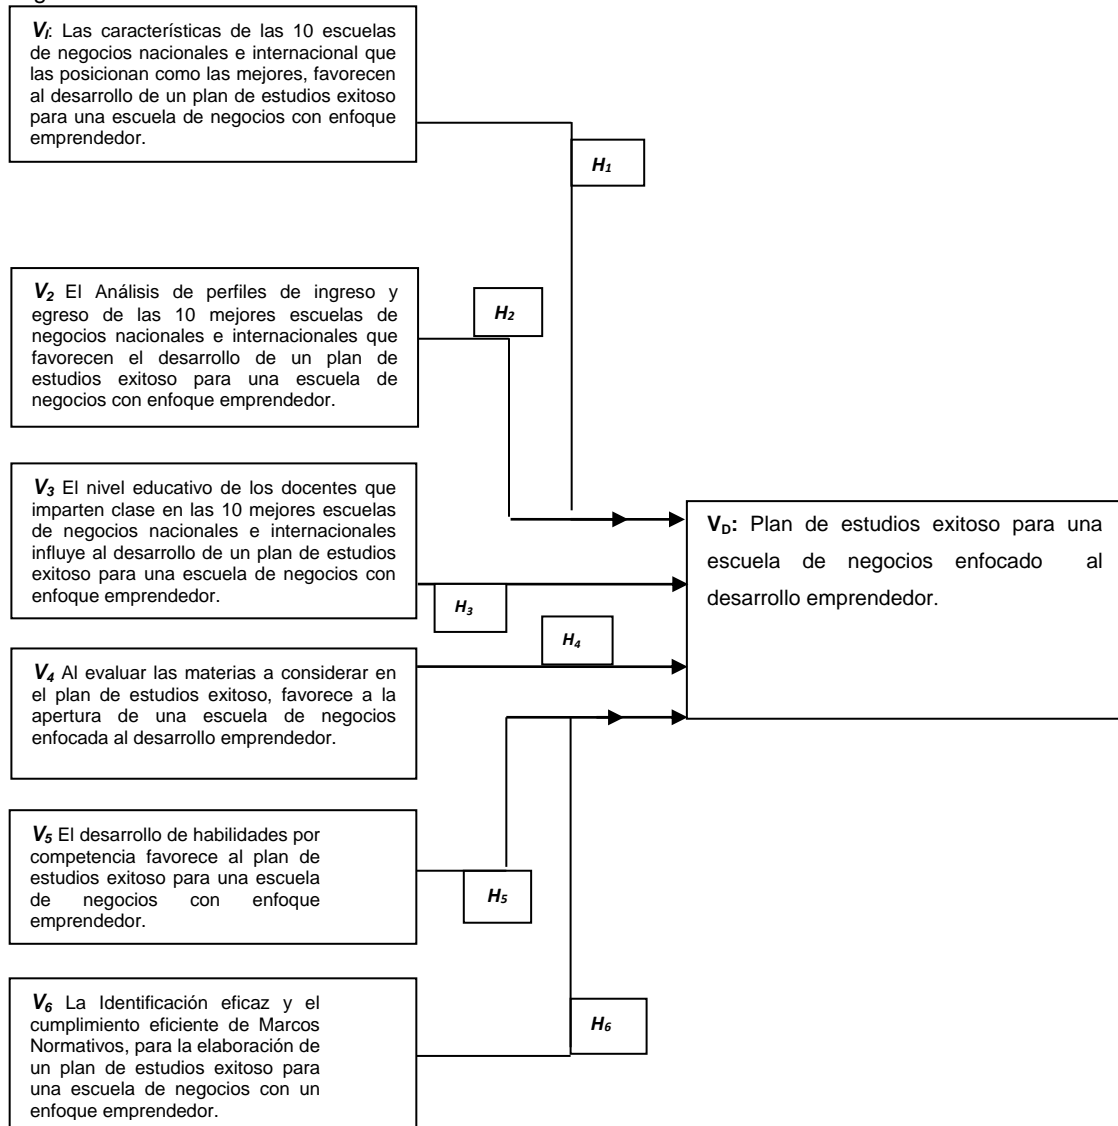 V_I: Las características de las 10 escuelas
de negocios nacionales e internacional que
las posicionan como las mejores, favorecen
al desarrollo de un plan de estudios exitoso
para una escuela de negocios con enfoque
emprendedor.
H₁
V₂ El Análisis de perfiles de ingreso y
egreso de las 10 mejores escuelas de
negocios nacionales e internacionales que
favorecen el desarrollo de un plan de
estudios exitoso para una escuela de
negocios con enfoque emprendedor.
H₂
V₃ El nivel educativo de los docentes que
imparten clase en las 10 mejores escuelas
de negocios nacionales e internacionales
influye al desarrollo de un plan de estudios
exitoso para una escuela de negocios con
enfoque emprendedor.
H₃
V_D: Plan de estudios exitoso para una
escuela de negocios enfocado al
desarrollo emprendedor.
H₄
V₄ Al evaluar las materias a considerar en
el plan de estudios exitoso, favorece a la
apertura de una escuela de negocios
enfocada al desarrollo emprendedor.
V₅ El desarrollo de habilidades por
competencia favorece al plan de
estudios exitoso para una escuela
de negocios con enfoque
emprendedor.
H₅
V₆ La Identificación eficaz y el
cumplimiento eficiente de Marcos
Normativos, para la elaboración de
un plan de estudios exitoso para
una escuela de negocios con un
enfoque emprendedor.
H₆